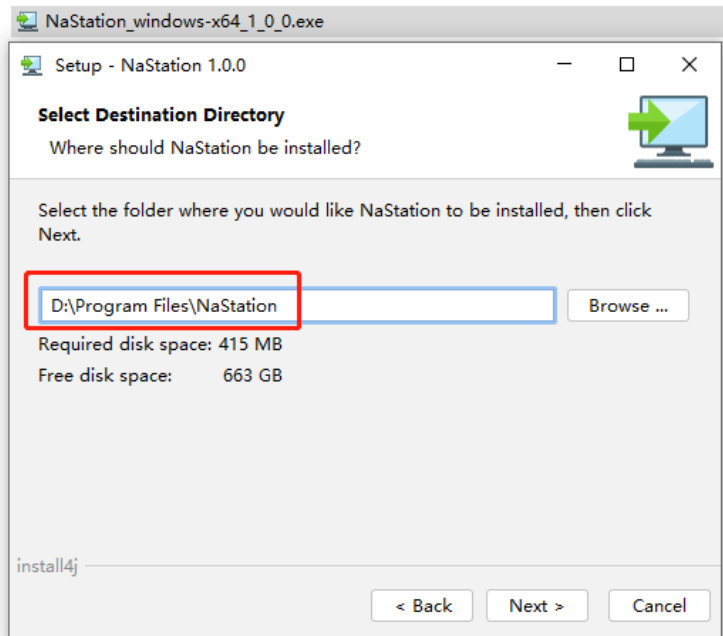 NaStation_windows-x64_1_0_0.exe
Setup - NaStation 1.0.0
Select Destination Directory
Where should NaStation be installed?
Select the folder where you would like NaStation to be installed, then click
Next.
D:\Program Files\NaStation
Browse ...
Required disk space: 415 MB
Free disk space: 663 GB
install4j
< Back
Next >
Cancel